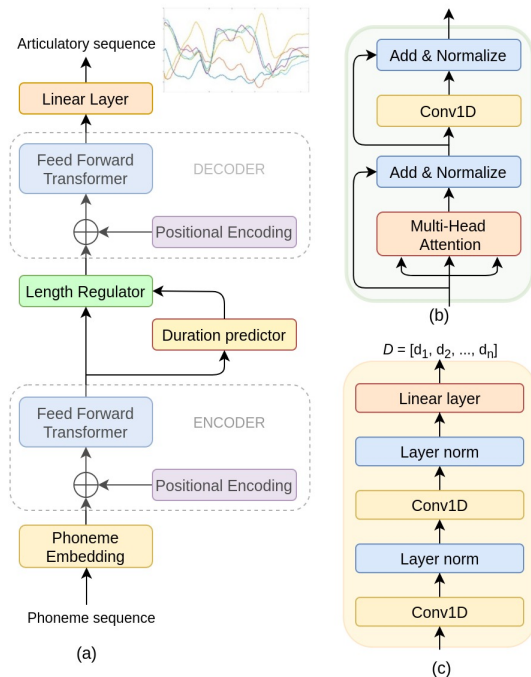 Articulatory sequence
Linear Layer
Feed Forward
Transformer
DECODER
Positional Encoding
Length Regulator
Duration predictor
Feed Forward
Transformer
ENCODER
Positional Encoding
Phoneme
Embedding
Phoneme sequence
(a)
Add & Normalize
Conv1D
Add & Normalize
Multi-Head
Attention
(b)
D = [d₁, d₂, ..., dₙ]
Linear layer
Layer norm
Conv1D
Layer norm
Conv1D
(c)